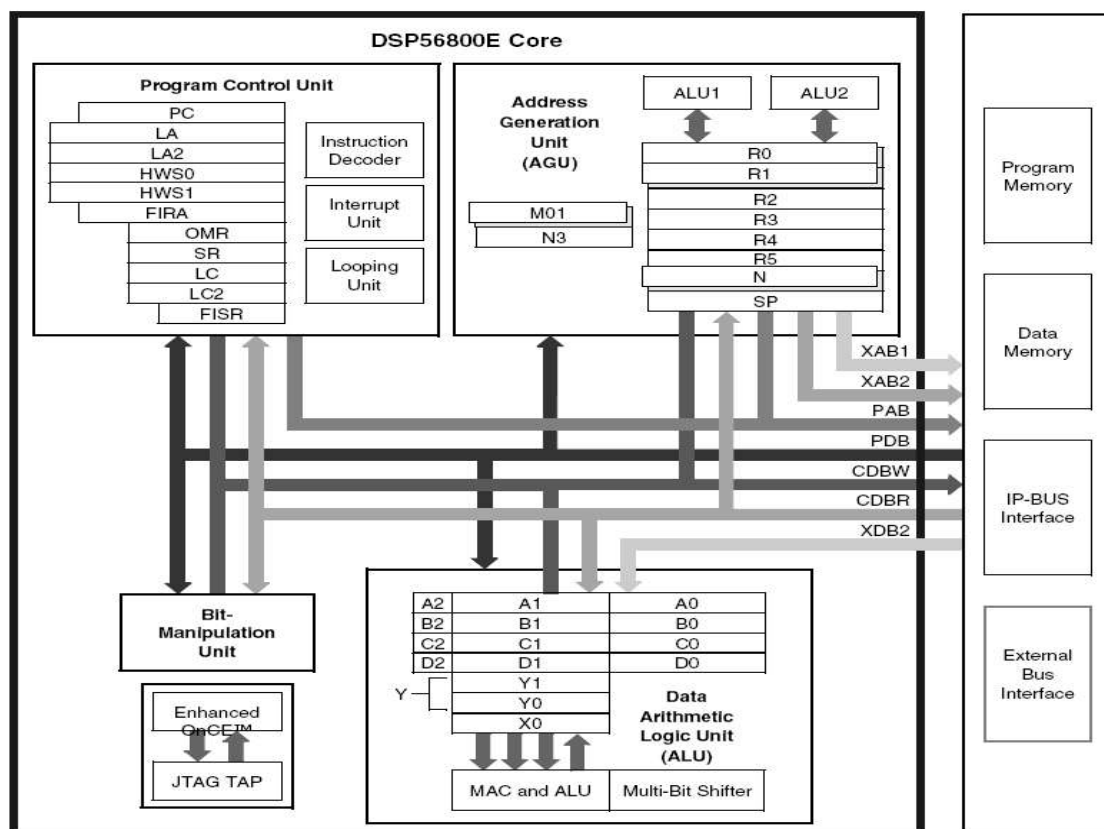 DSP56800E Core
Program Control Unit
PC
LA
LA2
HWS0
HWS1
FIRA
OMR
SR
LC
LC2
FISR
Instruction
Decoder
Interrupt
Unit
Looping
Unit
Address
Generation
Unit
(AGU)
ALU1
ALU2
R0
R1
R2
R3
R4
R5
N
SP
M01
N3
XAB1
XAB2
PAB
PDB
CDBW
CDBR
XDB2
Program
Memory
Data
Memory
IP-BUS
Interface
External
Bus
Interface
Bit-
Manipulation
Unit
Enhanced
OnCE™
JTAG TAP
A2 A1 A0
B2 B1 B0
C2 C1 C0
D2 D1 D0
Y
Y1
Y0
X0
Data
Arithmetic
Logic Unit
(ALU)
MAC and ALU
Multi-Bit Shifter